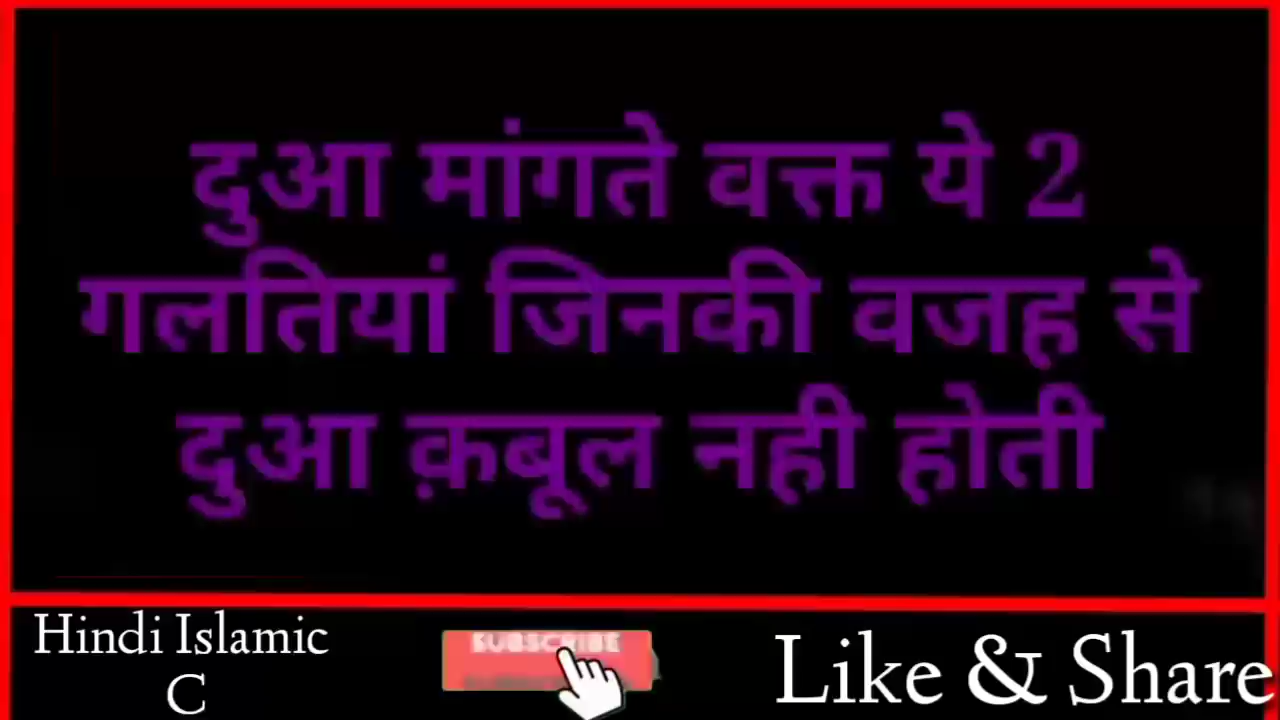 दुआ मांगते वक्त ये 2
गलतियां जिनकी वजह से
दुआ क़बूल नही होती
Hindi Islamic
C
SUBSCRIBE
Like & Share